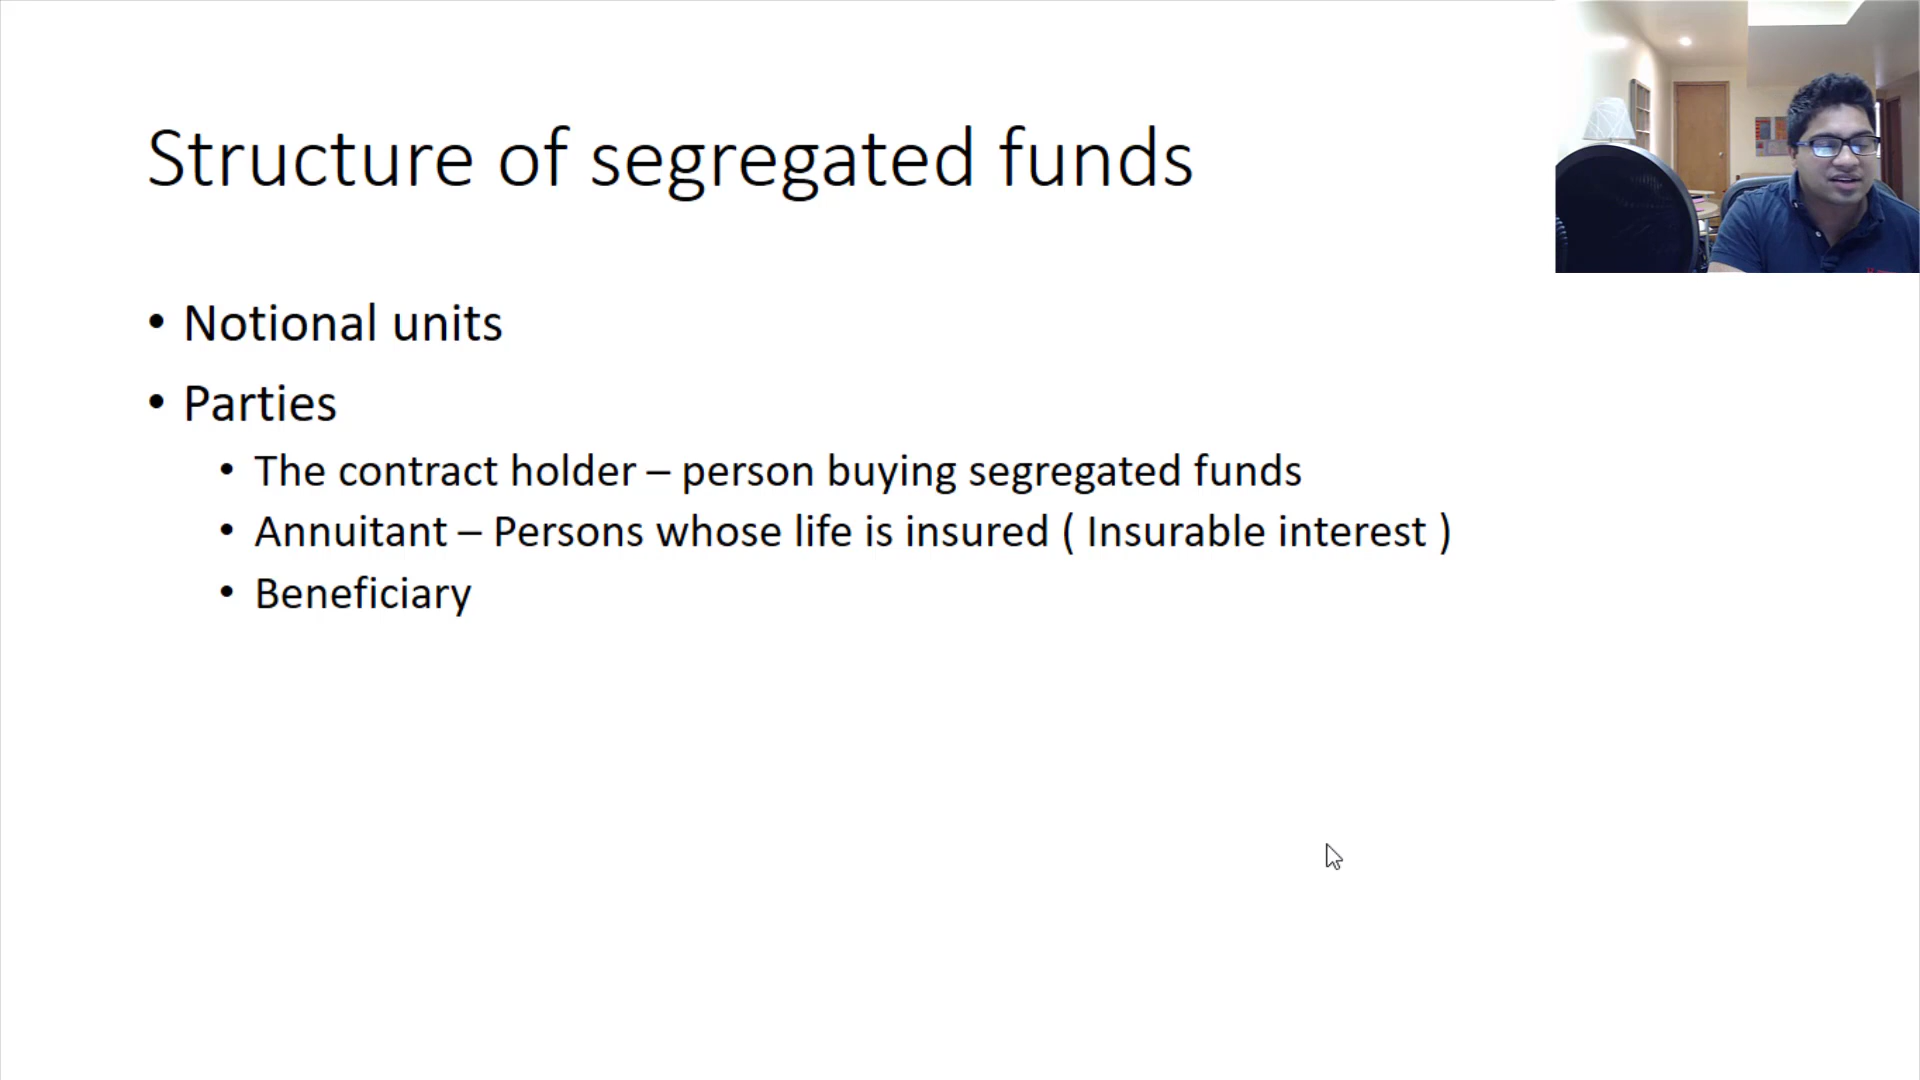 Structure of segregated funds
• Notional units
• Parties
• The contract holder – person buying segregated funds
• Annuitant – Persons whose life is insured ( Insurable interest )
• Beneficiary